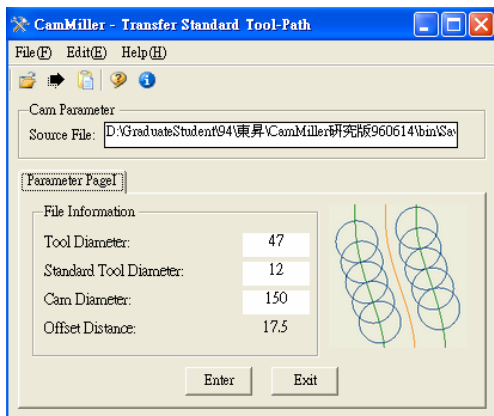 CamMiller - Transfer Standard Tool-Path
File(F) Edit(E) Help(H)
Cam Parameter
Source File: D:\GraduateStudent\94\東昇\CamMiller研究版960614\bin\Sav
Parameter PageI
File Information
Tool Diameter: 47
Standard Tool Diameter: 12
Cam Diameter: 150
Offset Distance: 17.5
Enter Exit